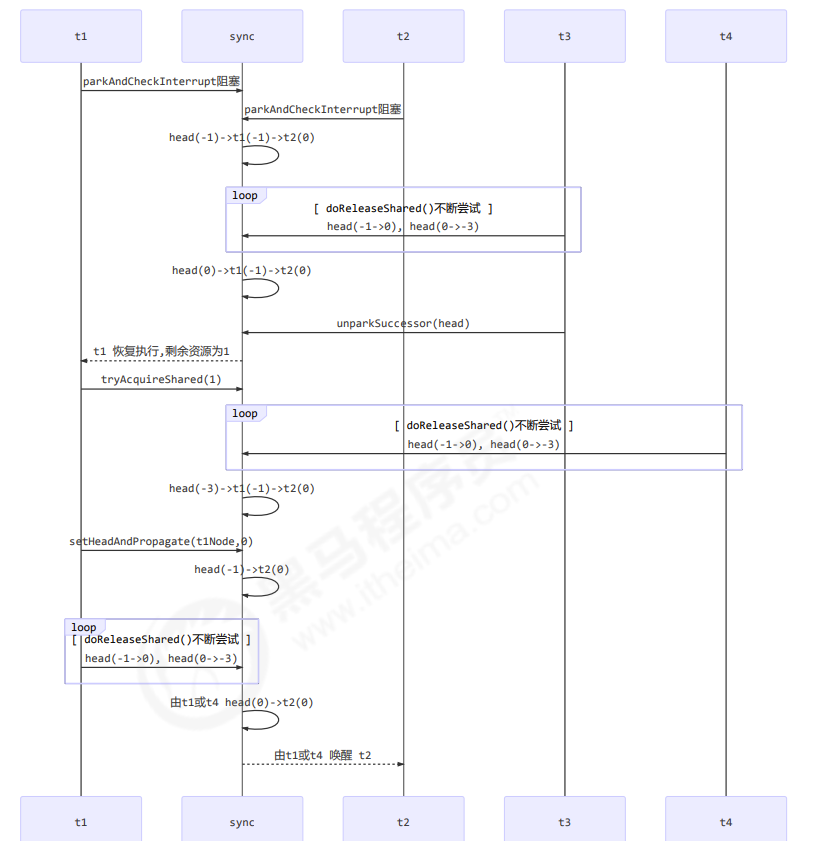 t1 sync t2 t3 t4
parkAndCheckInterrupt阻塞
parkAndCheckInterrupt阻塞
head(-1)->t1(-1)->t2(0)
loop
[ doReleaseShared()不断尝试 ]
head(-1->0), head(0->-3)
head(0)->t1(-1)->t2(0)
unparkSuccessor(head)
t1 恢复执行,剩余资源为1
tryAcquireShared(1)
loop
[ doReleaseShared()不断尝试 ]
head(-1->0), head(0->-3)
head(-3)->t1(-1)->t2(0)
setHeadAndPropagate(t1Node,0)
head(-1)->t2(0)
loop
[ doReleaseShared()不断尝试 ]
head(-1->0), head(0->-3)
由t1或t4 head(0)->t2(0)
由t1或t4 唤醒 t2
t1 sync t2 t3 t4
黑马程序员
www.itheima.com